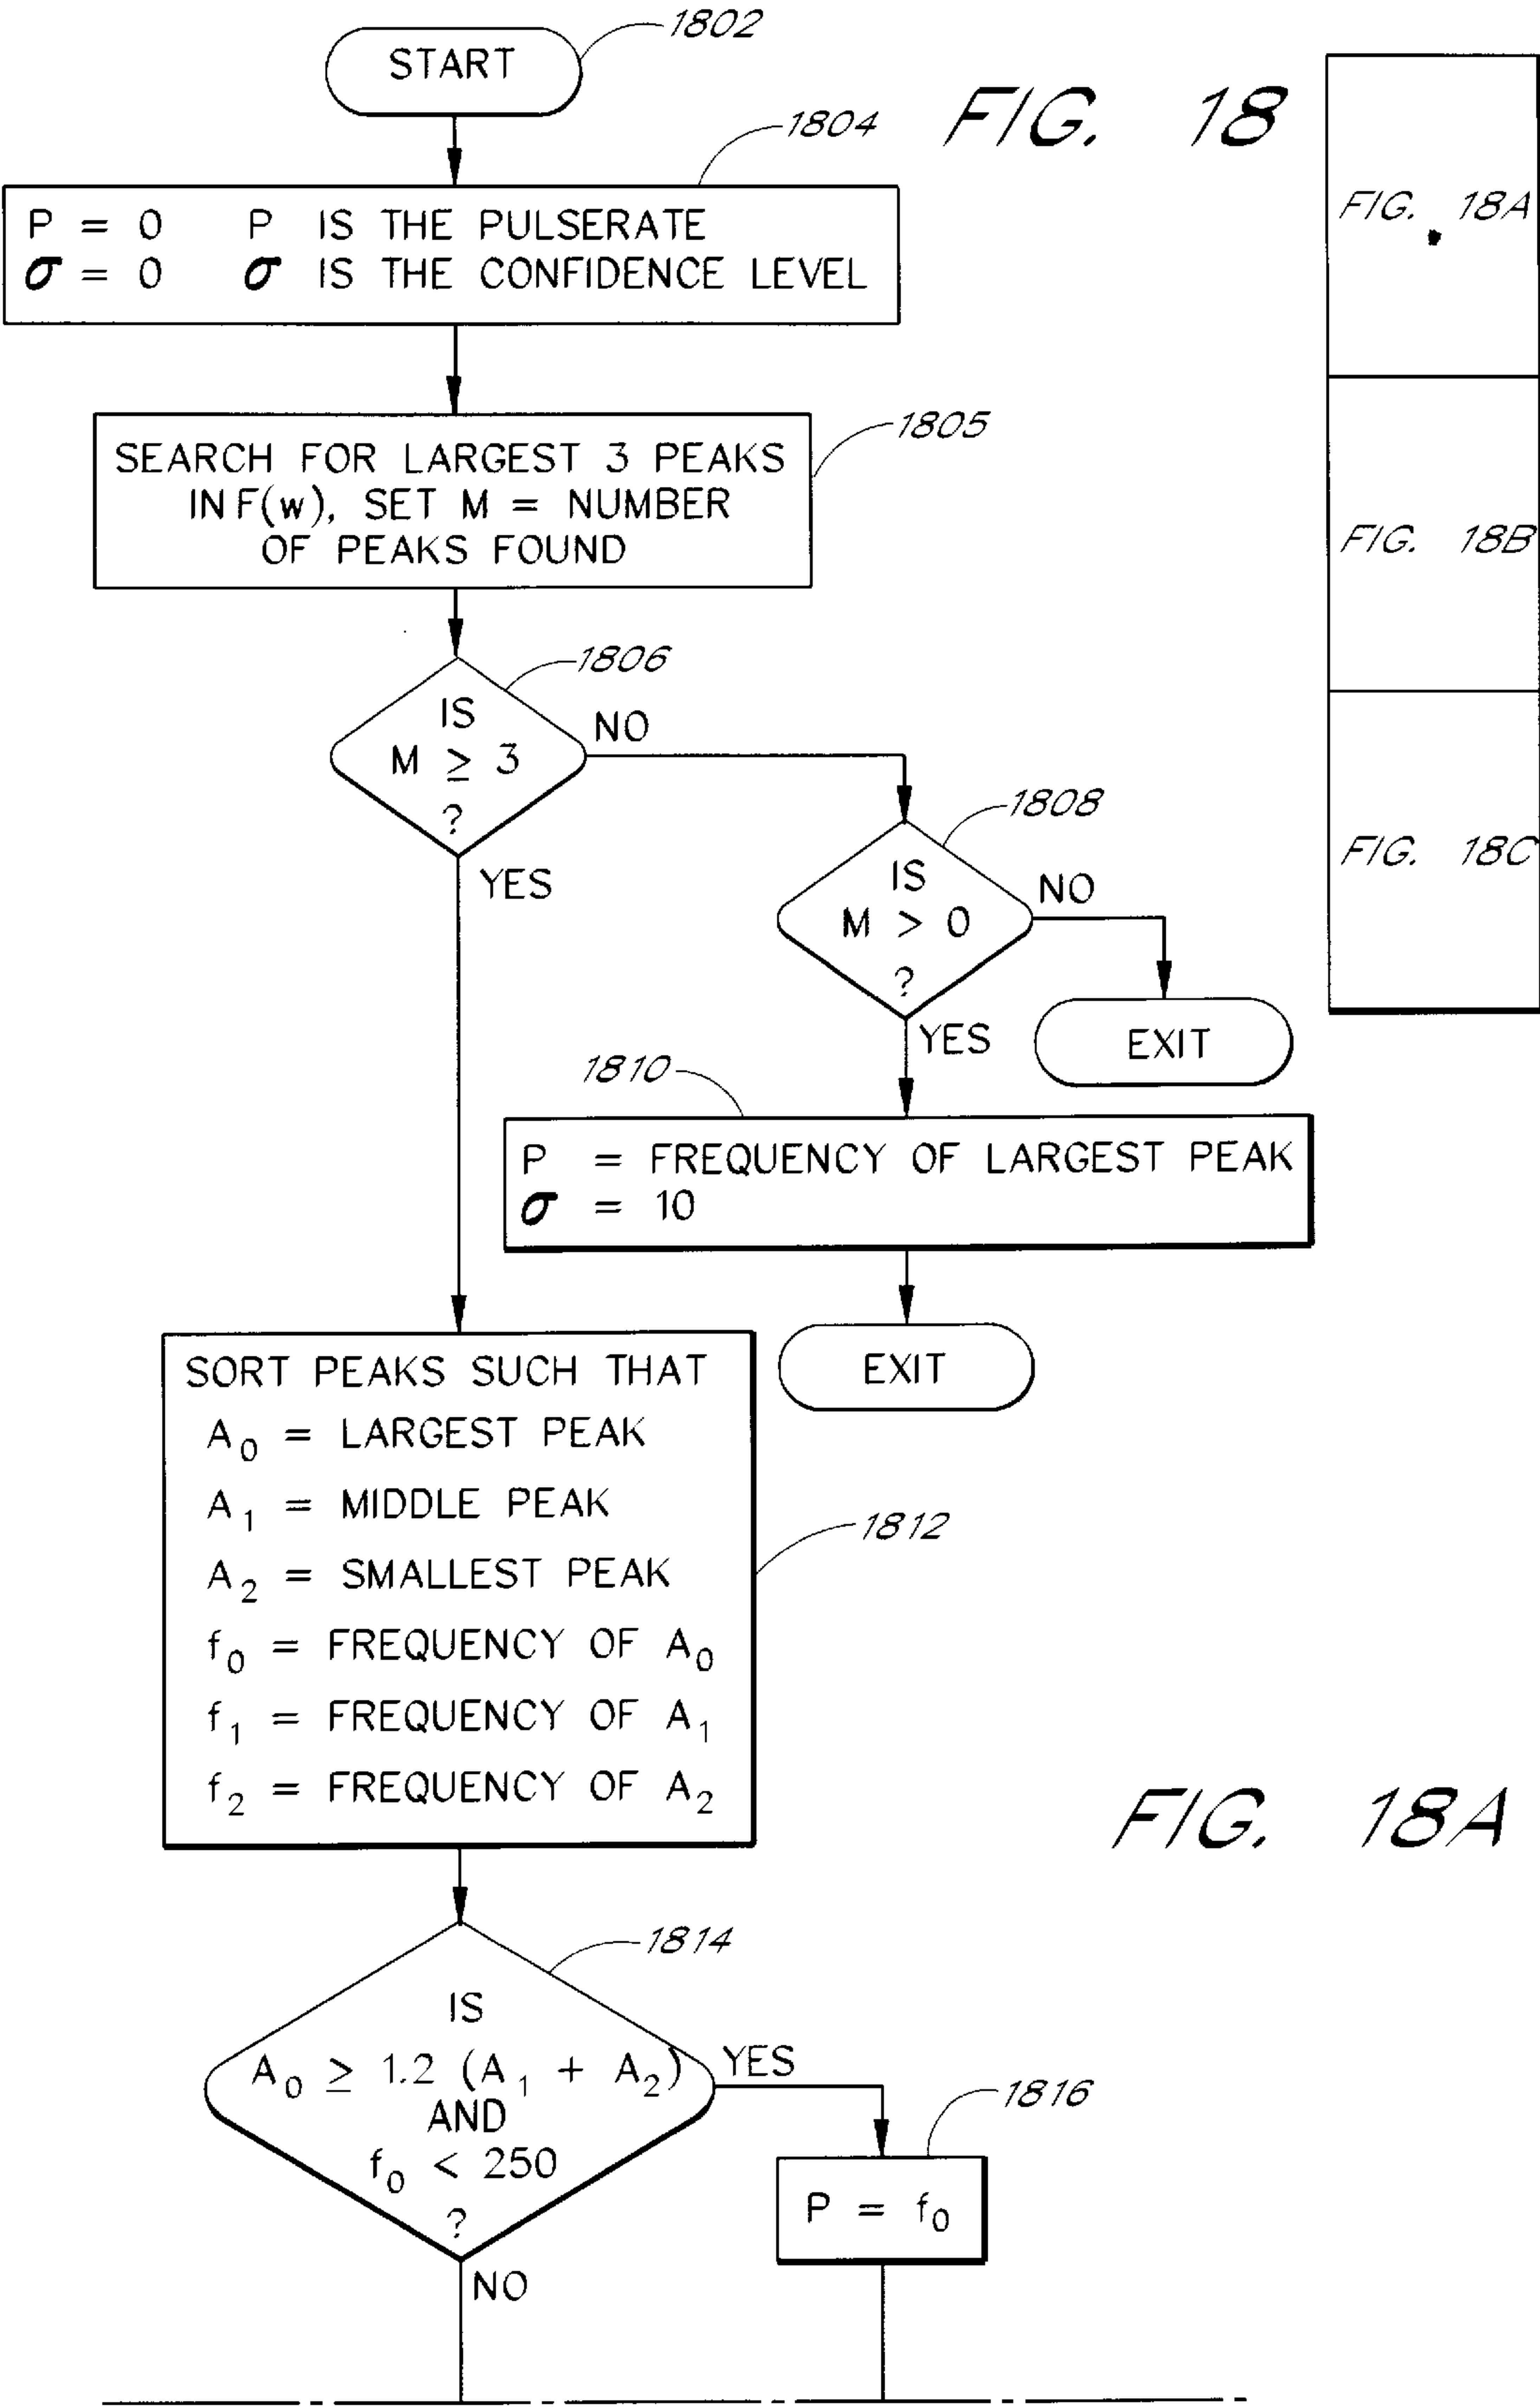 START
1802
FIG. 18
1804
P = 0 P IS THE PULSERATE
σ = 0 σ IS THE CONFIDENCE LEVEL
FIG. 18A
FIG. 18B
FIG. 18C
1805
SEARCH FOR LARGEST 3 PEAKS
IN F(w), SET M = NUMBER
OF PEAKS FOUND
1806
IS
M ≥ 3
?
NO
YES
1808
IS
M > 0
?
NO
YES
EXIT
1810
P = FREQUENCY OF LARGEST PEAK
σ = 10
EXIT
SORT PEAKS SUCH THAT
A₀ = LARGEST PEAK
A₁ = MIDDLE PEAK
A₂ = SMALLEST PEAK
f₀ = FREQUENCY OF A₀
f₁ = FREQUENCY OF A₁
f₂ = FREQUENCY OF A₂
1812
FIG. 18A
1814
IS
A₀ ≥ 1.2 (A₁ + A₂)
AND
f₀ < 250
?
YES
NO
1816
P = f₀